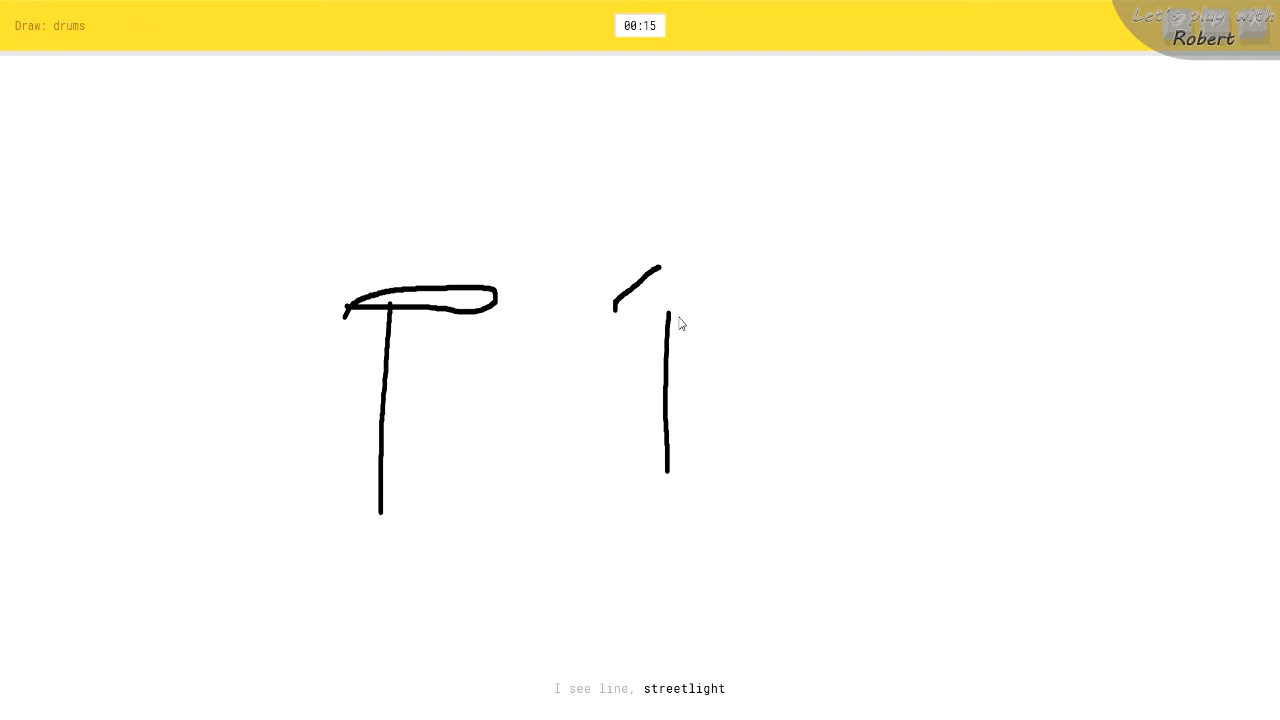 Draw: drums
00:15
Let's play with
Robert
I see line, streetlight